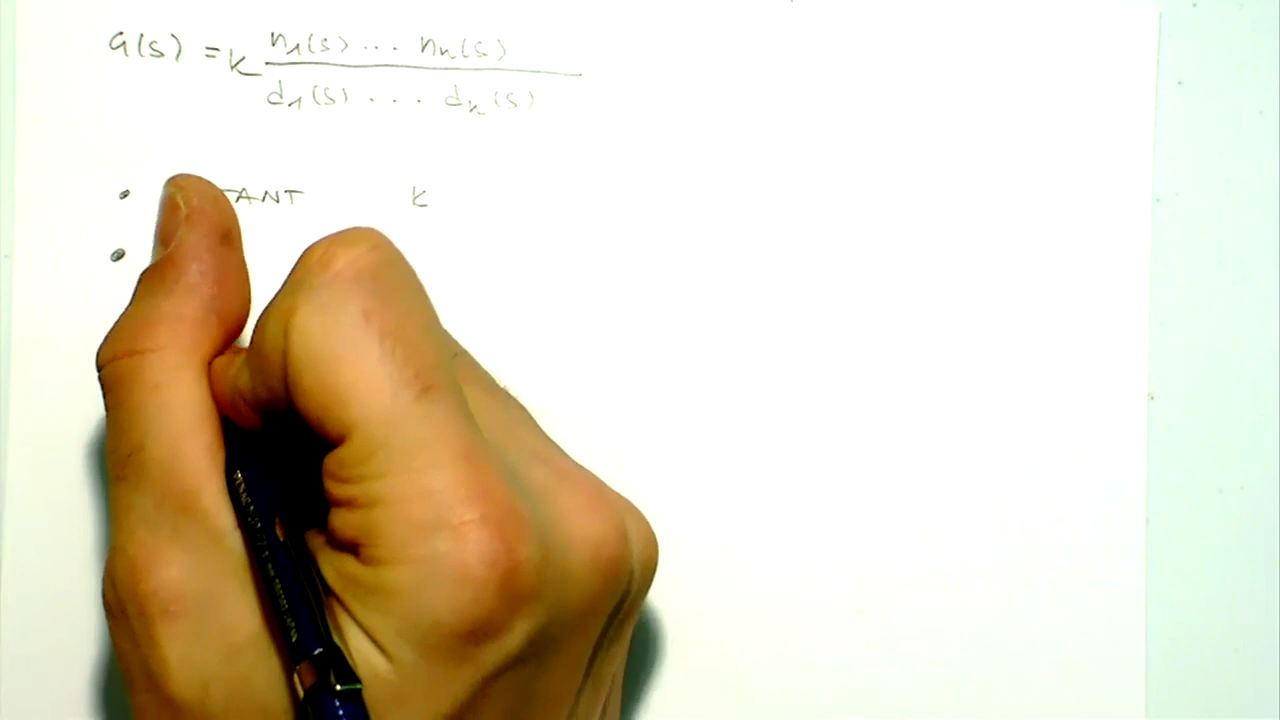 G(s) = k n1(s) ... nn(s)
d1(s) ... dn(s)
• TANT k
•